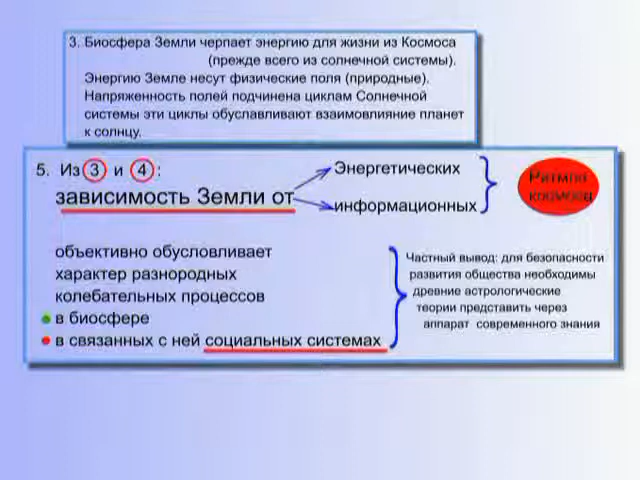 3. Биосфера Земли черпает энергию для жизни из Космоса
(прежде всего из солнечной системы).
Энергию Земле несут физические поля (природные).
Напряженность полей подчинена циклам Солнечной
системы эти циклы обуславливают взаимовлияние планет
к солнцу.
5. Из 3 и 4 :
зависимость Земли от
Энергетических
информационных
Ритмов
космоса
объективно обусловливает
характер разнородных
колебательных процессов
в биосфере
в связанных с ней социальных системах
Частный вывод: для безопасности
развития общества необходимы
древние астрологические
теории представить через
аппарат современного знания